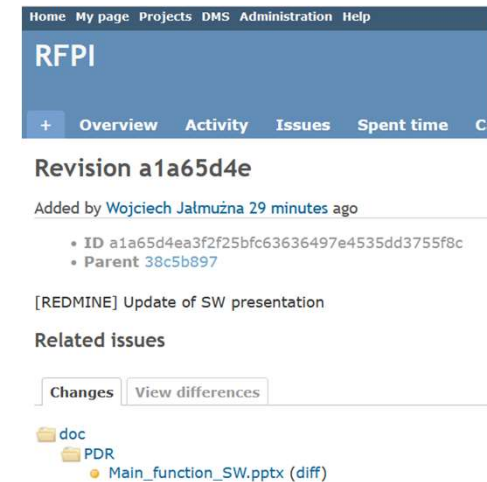 Home My page Projects DMS Administration Help
RFPI
+ Overview Activity Issues Spent time C
Revision a1a65d4e
Added by Wojciech Jałmużna 29 minutes ago
ID a1a65d4ea3f2f25bfc63636497e4535dd3755f8c
Parent 38c5b897
[REDMINE] Update of SW presentation
Related issues
Changes View differences
doc
PDR
Main_function_SW.pptx (diff)